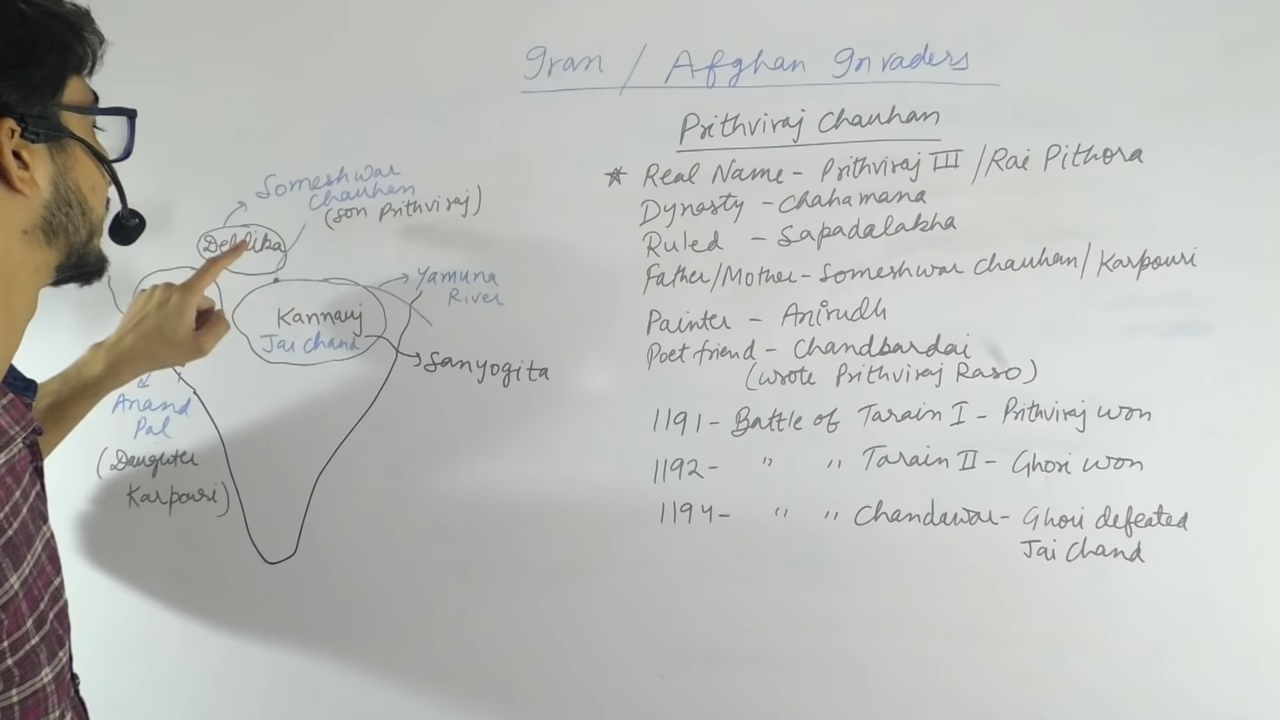 Iran / Afghan Invaders
Prithviraj Chauhan
* Real Name - Prithviraj III / Rai Pithora
Dynasty - Chahamana
Ruled - Sapadalakha
Father/Mother - Someshwar Chauhan / Karpouri
Painter - Anirudh
Poet friend - Chandbardai
(wrote Prithviraj Raso)
1191 - Battle of Tarain I - Prithviraj won
1192 - " " Tarain II - Ghori won
1194 - " " Chandawar - Ghori defeated
Jai Chand
Someshwar
Chauhan
(Son Prithviraj)
Yamuna
River
Kannauj
Jai Chand
Sanyogita
Anand
Pal
(Daughter
Karpouri)